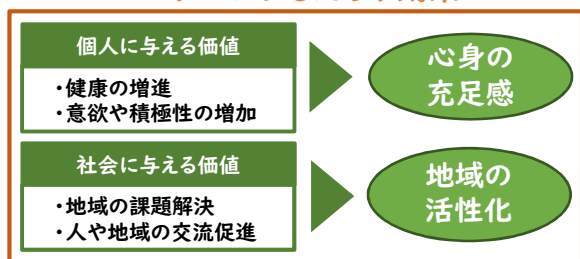 個人に与える価値
・健康の増進
・意欲や積極性の増加
心身の
充足感
社会に与える価値
・地域の課題解決
・人や地域の交流促進
地域の
活性化